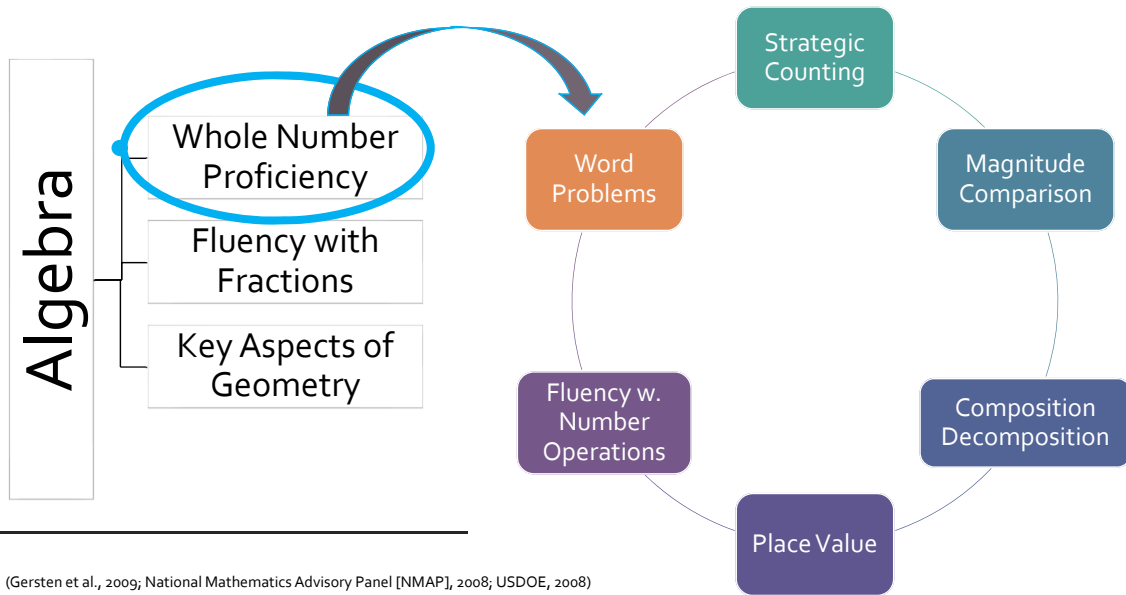 Algebra
Whole Number
Proficiency
Fluency with
Fractions
Key Aspects of
Geometry
Strategic
Counting
Magnitude
Comparison
Composition
Decomposition
Place Value
Fluency w.
Number
Operations
Word
Problems
(Gersten et al., 2009; National Mathematics Advisory Panel [NMAP], 2008; USDOE, 2008)